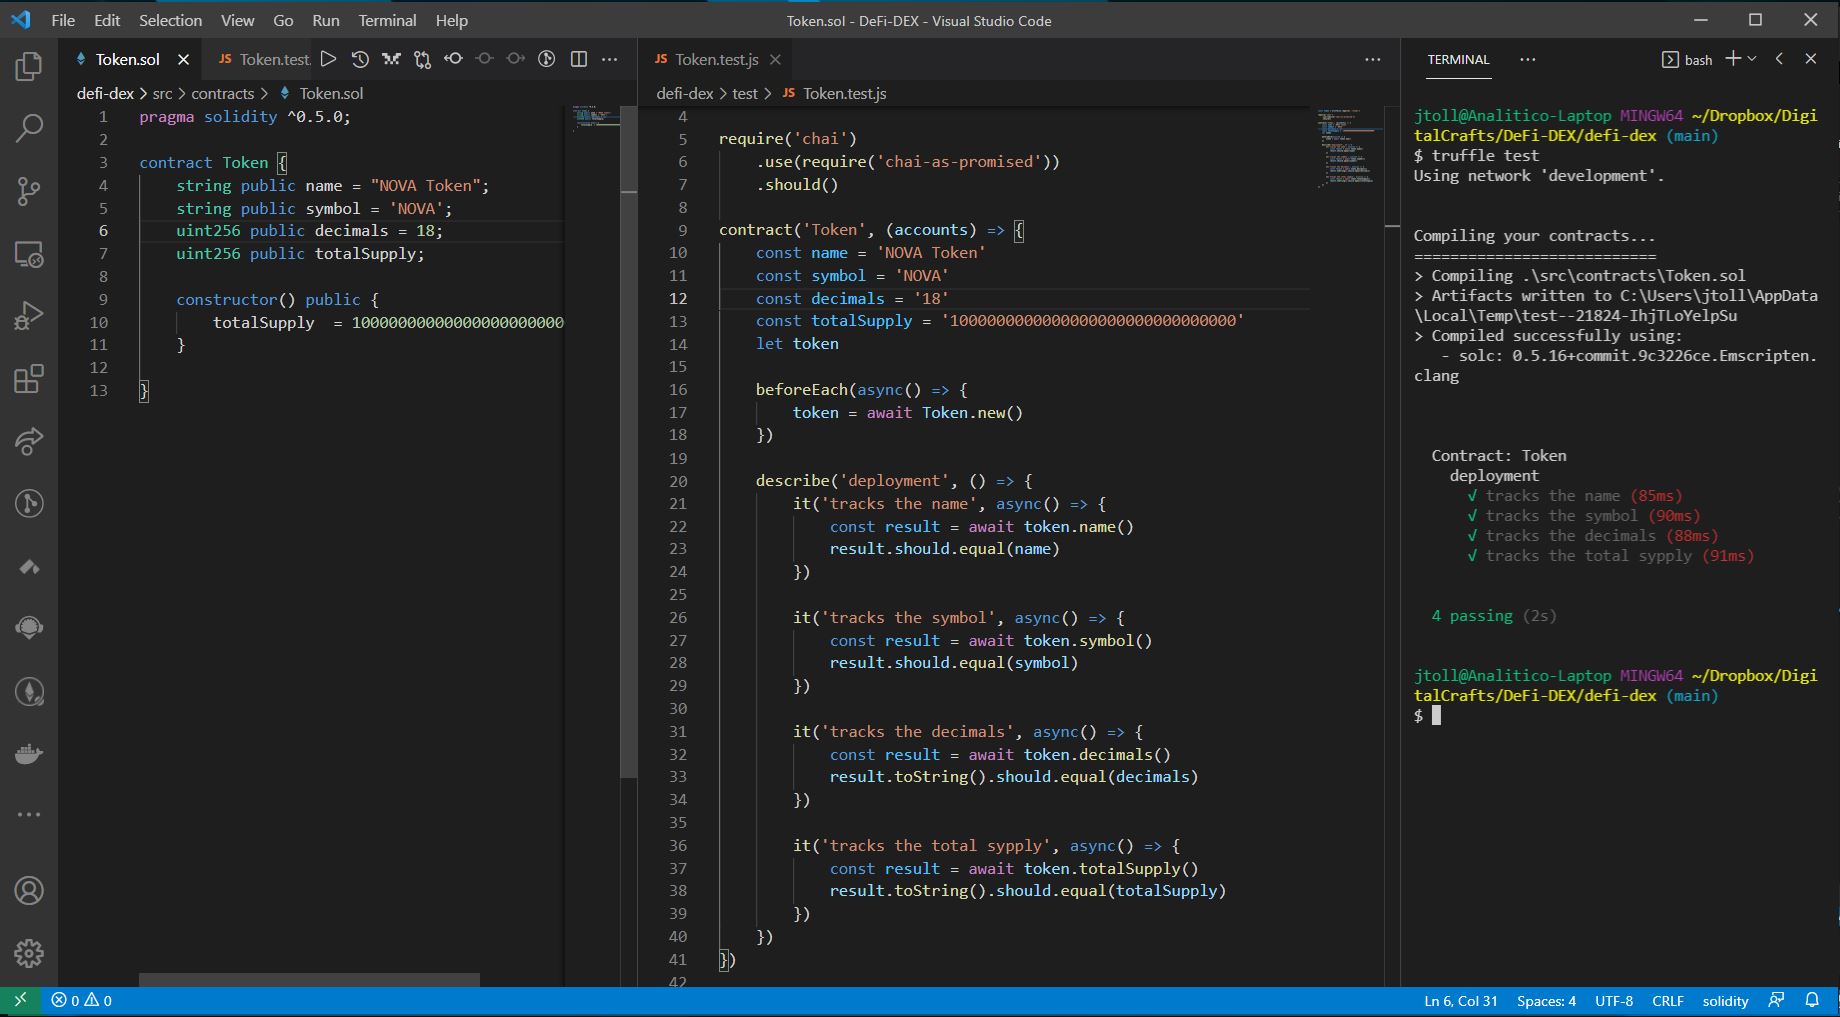 File Edit Selection View Go Run Terminal Help
Token.sol - DeFi-DEX - Visual Studio Code
Token.sol
JS Token.test.
defi-dex > src > contracts > Token.sol
1 pragma solidity ^0.5.0;
2
3 contract Token {
4 string public name = "NOVA Token";
5 string public symbol = 'NOVA';
6 uint256 public decimals = 18;
7 uint256 public totalSupply;
8
9 constructor() public {
10 totalSupply =
11 }
12
13 }
JS Token.test.js
defi-dex > test > JS Token.test.js
4
5 require('chai')
6 .use(require('chai-as-promised'))
7 .should()
8
9 contract('Token', (accounts) => {
10 const name = 'NOVA Token'
11 const symbol = 'NOVA'
12 const decimals = '18'
13 const totalSupply =
14 let token
15
16 beforeEach(async() => {
17 token = await Token.new()
18 })
19
20 describe('deployment', () => {
21 it('tracks the name', async() => {
22 const result = await token.name()
23 result.should.equal(name)
24 })
25
26 it('tracks the symbol', async() => {
27 const result = await token.symbol()
28 result.should.equal(symbol)
29 })
30
31 it('tracks the decimals', async() => {
32 const result = await token.decimals()
33 result.toString().should.equal(decimals)
34 })
35
36 it('tracks the total sypply', async() => {
37 const result = await token.totalSupply()
38 result.toString().should.equal(totalSupply)
39 })
40 })
41 })
42
TERMINAL
bash
jtoll@Analitico-Laptop MINGW64 ~/Dropbox/Digi
talCrafts/DeFi-DEX/defi-dex (main)
$ truffle test
Using network 'development'.
Compiling your contracts...
===========================
> Compiling .\src\contracts\Token.sol
> Artifacts written to C:\Users\jtoll\AppData
\Local\Temp\test--21824-IhjTLoYelpSu
> Compiled successfully using:
- solc: 0.5.16+commit.9c3226ce.Emscripten.
clang
Contract: Token
deployment
√ tracks the name (85ms)
√ tracks the symbol (90ms)
√ tracks the decimals (88ms)
√ tracks the total sypply (91ms)
4 passing (2s)
jtoll@Analitico-Laptop MINGW64 ~/Dropbox/Digi
talCrafts/DeFi-DEX/defi-dex (main)
$
0 0
Ln 6, Col 31 Spaces: 4 UTF-8 CRLF solidity